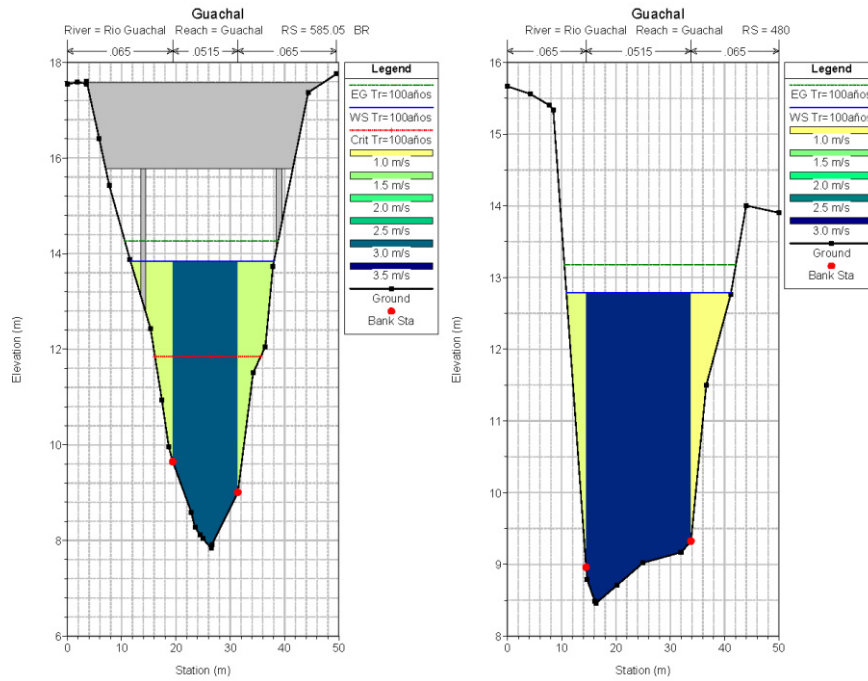 Guachal
River = Rio Guachal Reach = Guachal RS = 585.05 BR
.065
.0515
.065
18
16
14
12
10
8
6
0
10
20
30
40
50
Station (m)
Elevation (m)
Legend
EG Tr=100años
WS Tr=100años
Crit Tr=100años
1.0 m/s
1.5 m/s
2.0 m/s
2.5 m/s
3.0 m/s
3.5 m/s
Ground
Bank Sta
Guachal
River = Rio Guachal Reach = Guachal RS = 480
.065
.0515
.065
16
15
14
13
12
11
10
9
8
0
10
20
30
40
50
Station (m)
Elevation (m)
Legend
EG Tr=100años
WS Tr=100años
1.0 m/s
1.5 m/s
2.0 m/s
2.5 m/s
3.0 m/s
Ground
Bank Sta